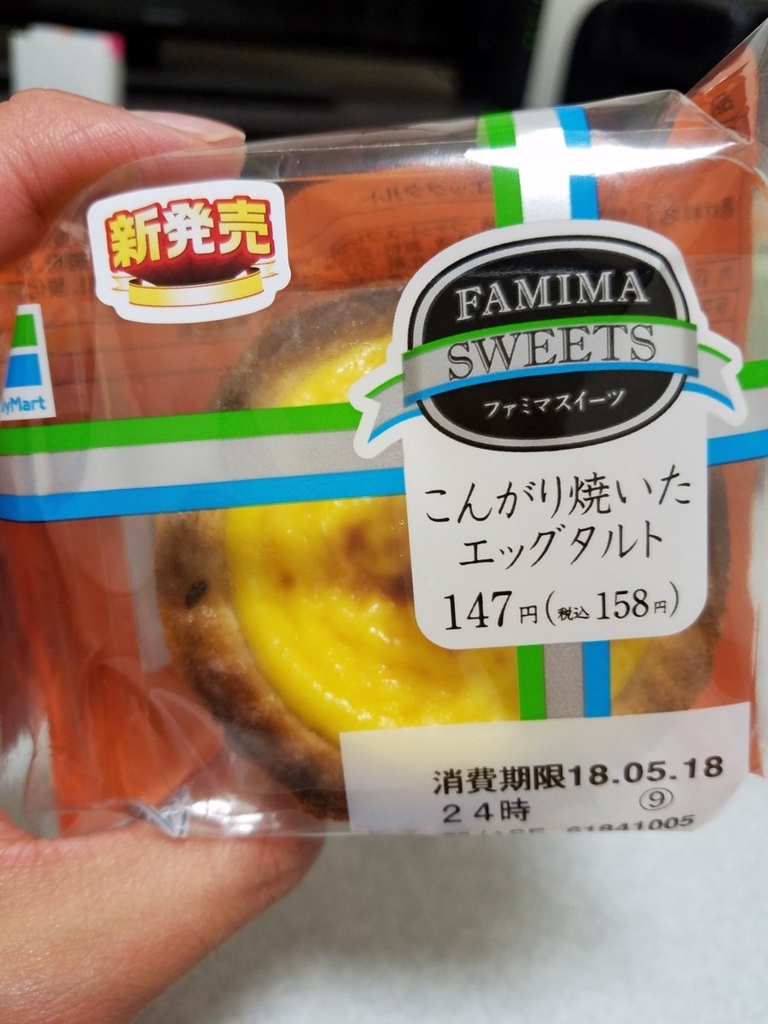 新発売
FAMIMA
SWEETS
ファミマスイーツ
yMart
こんがり焼いた
エッグタルト
147円(税込158円)
消費期限18.05.18
24時 ⑨
61841005